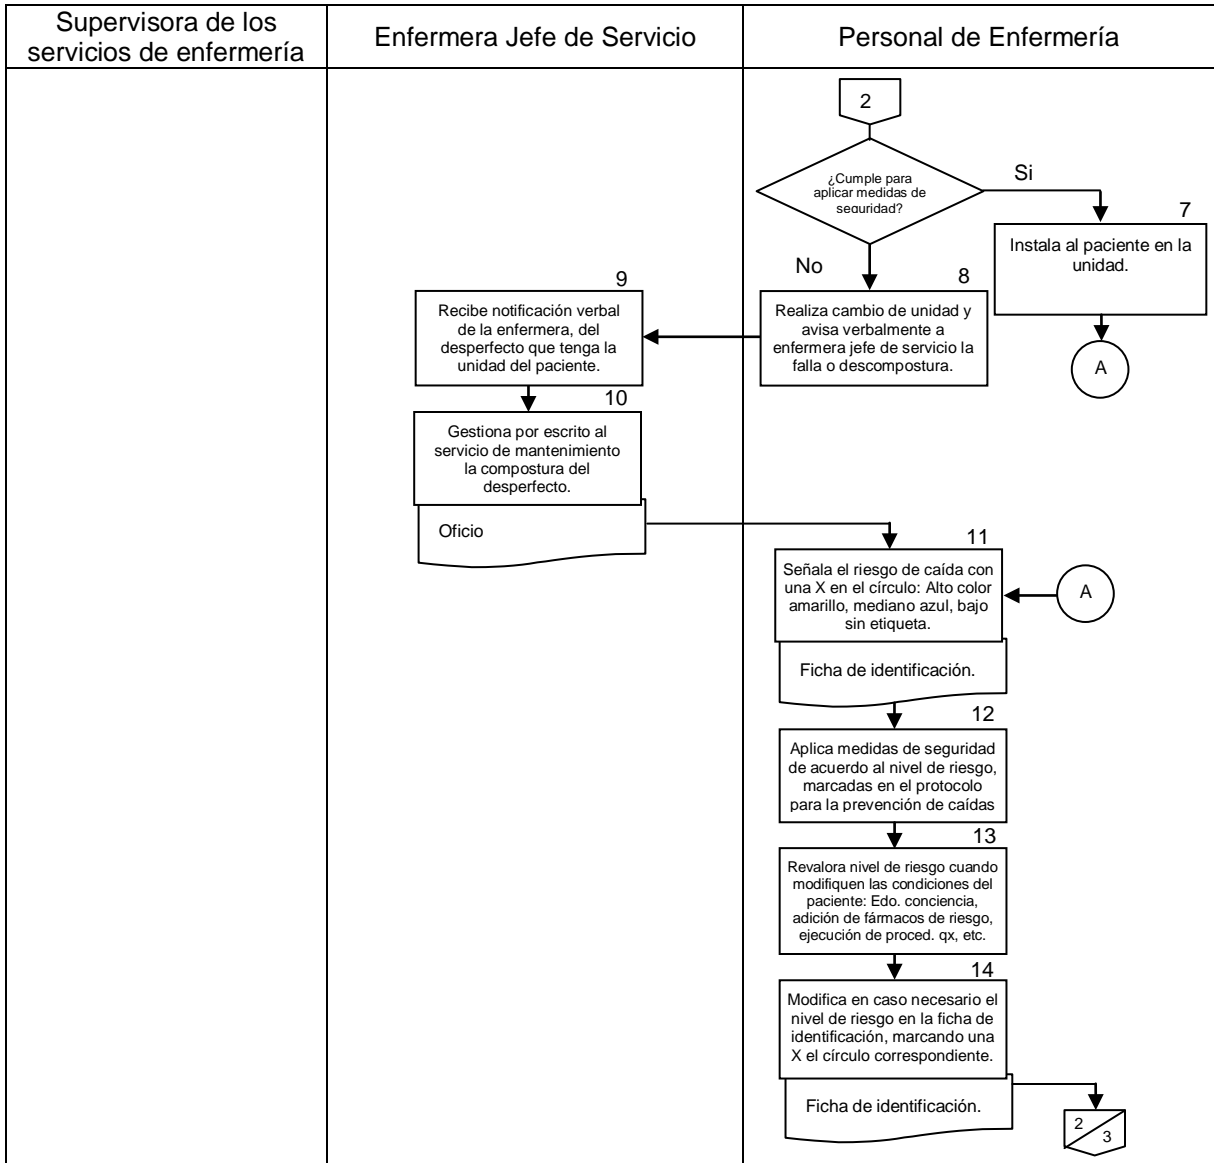 Supervisora de los
servicios de enfermería
Enfermera Jefe de Servicio
Personal de Enfermería
2
¿Cumple para
aplicar medidas de
seguridad?
Si
7
Instala al paciente en la
unidad.
A
No
8
Realiza cambio de unidad y
avisa verbalmente a
enfermera jefe de servicio la
falla o descompostura.
9
Recibe notificación verbal
de la enfermera, del
desperfecto que tenga la
unidad del paciente.
10
Gestiona por escrito al
servicio de mantenimiento
la compostura del
desperfecto.
Oficio
11
Señala el riesgo de caída con
una X en el círculo: Alto color
amarillo, mediano azul, bajo
sin etiqueta.
A
Ficha de identificación.
12
Aplica medidas de seguridad
de acuerdo al nivel de riesgo,
marcadas en el protocolo
para la prevención de caídas
13
Revalora nivel de riesgo cuando
modifiquen las condiciones del
paciente: Edo. conciencia,
adición de fármacos de riesgo,
ejecución de proced. qx, etc.
14
Modifica en caso necesario el
nivel de riesgo en la ficha de
identificación, marcando una
X el círculo correspondiente.
Ficha de identificación.
2
3